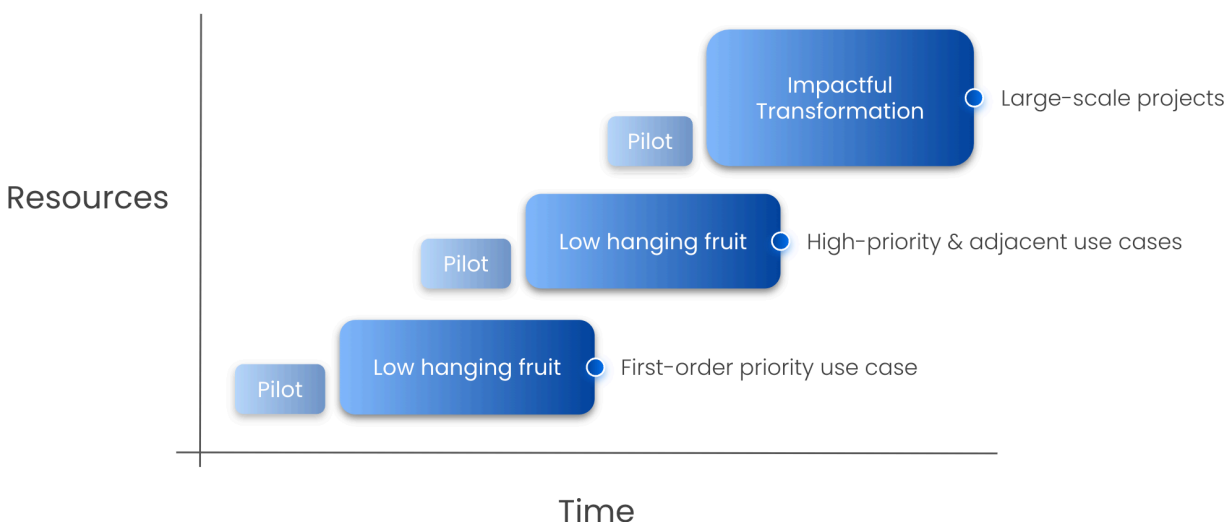 Impactful
Transformation
Large-scale projects
Pilot
Resources
Low hanging fruit
High-priority & adjacent use cases
Pilot
Low hanging fruit
First-order priority use case
Pilot
Time